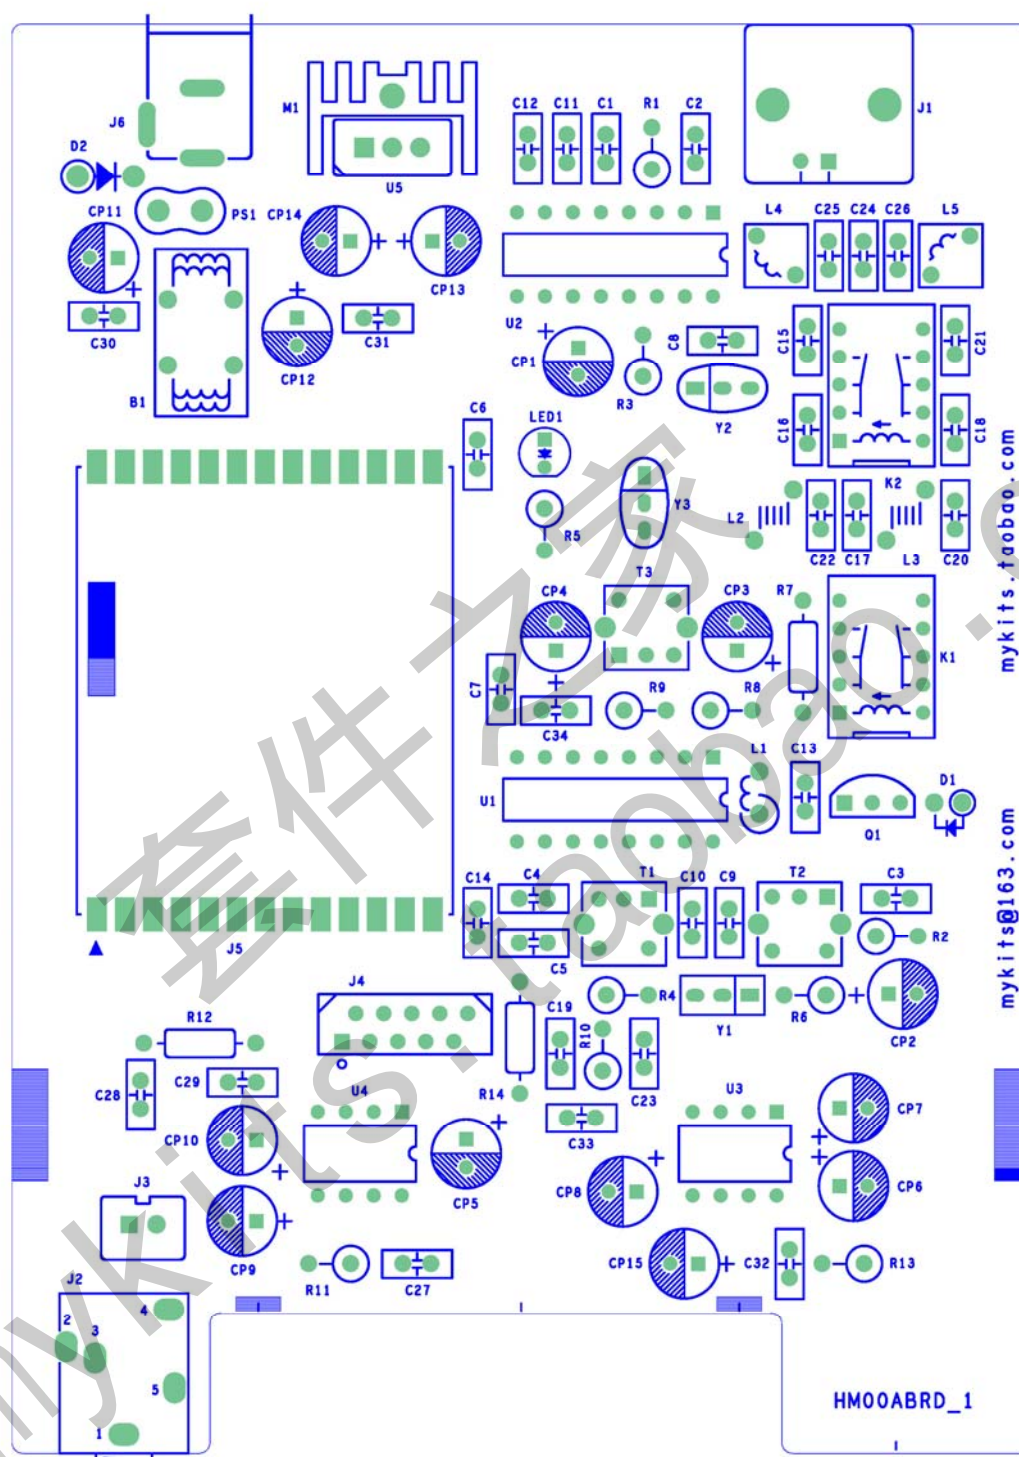 C12 C11 C1 R1 C2
J6 M1 J1
D2
U5
CP11 PS1 CP14 L4 C25 C24 C26 L5
CP13
C30 C31 U2 CP1 C8 C15 C21
CP12
B1 R3 Y2
C6 LED1 C16 C18
K2
L2 Y3
R5 C22 C17 L3 C20
T3
CP4 CP3 R7
C7 R9 R8 K1
C34
L1 C13 D1
U1 Q1
C14 C4 T1 C10 C9 T2 C3
J5 C5 R2
J4 R4 R6
Y1 CP2
R12 C19 R10
C28 C29 U4 R14 C23 U3 CP7
CP10 C33
J3 CP5 CP8 CP6
CP9 R11 C27 CP15 C32 R13
J2
2 3 4
5
1
HM00ABRD_1
mykits.taobao.com
mykits@163.com
套件之家
mykits.taobao.c